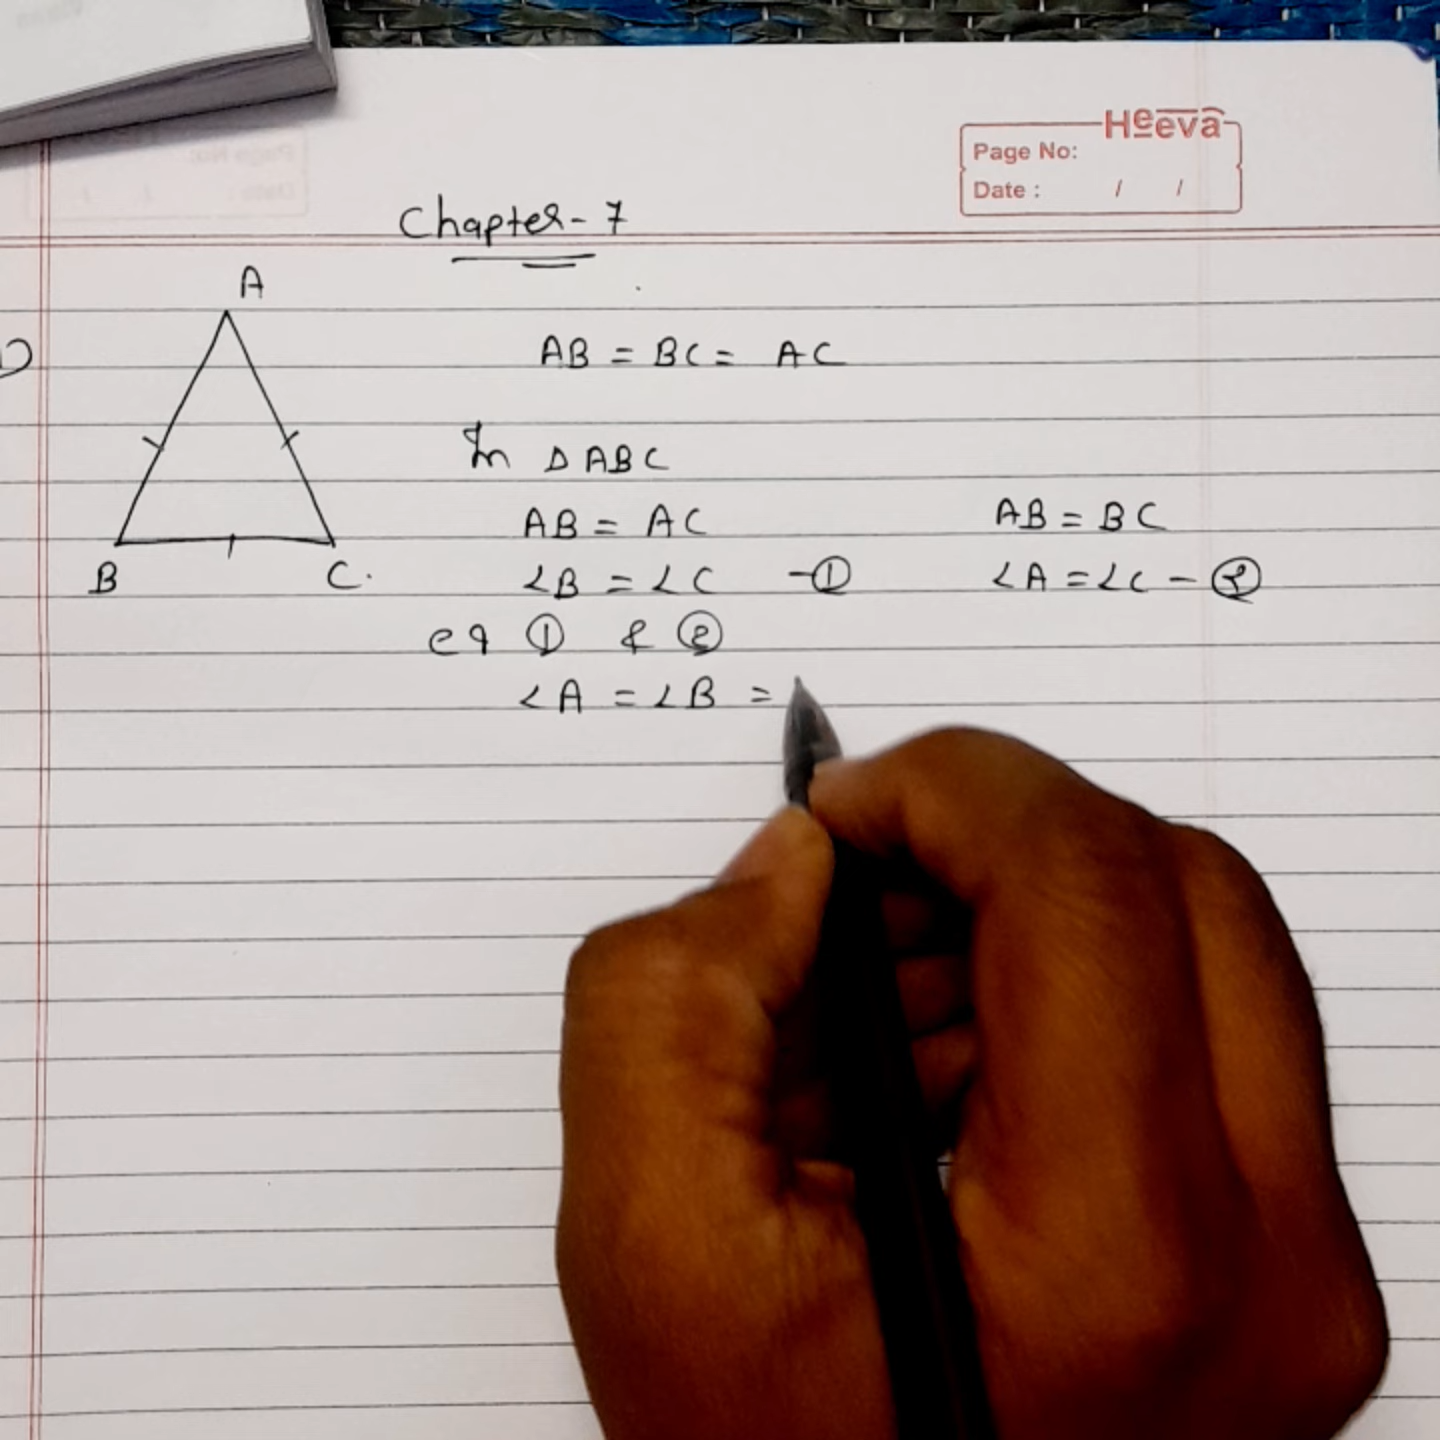 Heeva
Page No:
Date : / /
Chapter-7
A
AB = BC = AC
In ΔABC
AB = AC
AB = BC
B
C.
∠B = ∠C -①
∠A = ∠C - ②
eq ① & ②
∠A = ∠B =